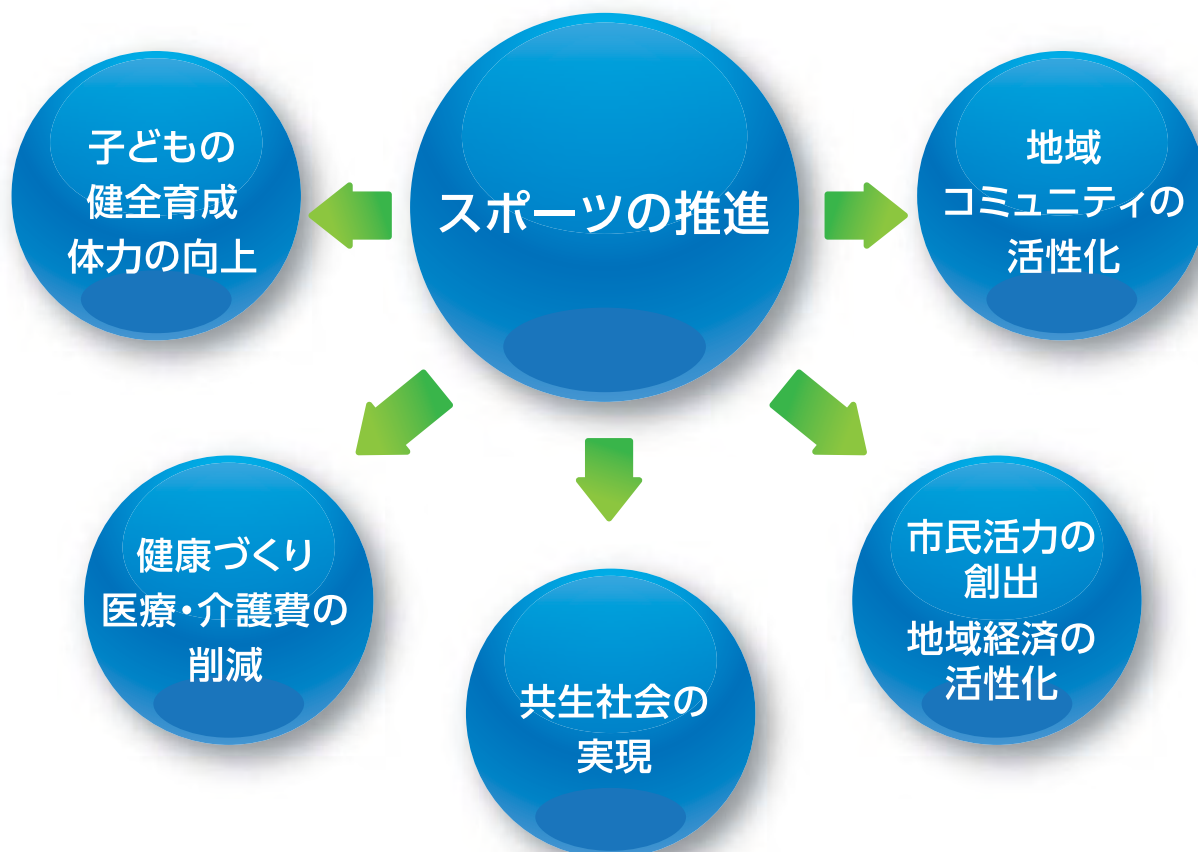 スポーツの推進
子どもの
健全育成
体力の向上
地域
コミュニティの
活性化
健康づくり
医療・介護費の
削減
共生社会の
実現
市民活力の
創出
地域経済の
活性化